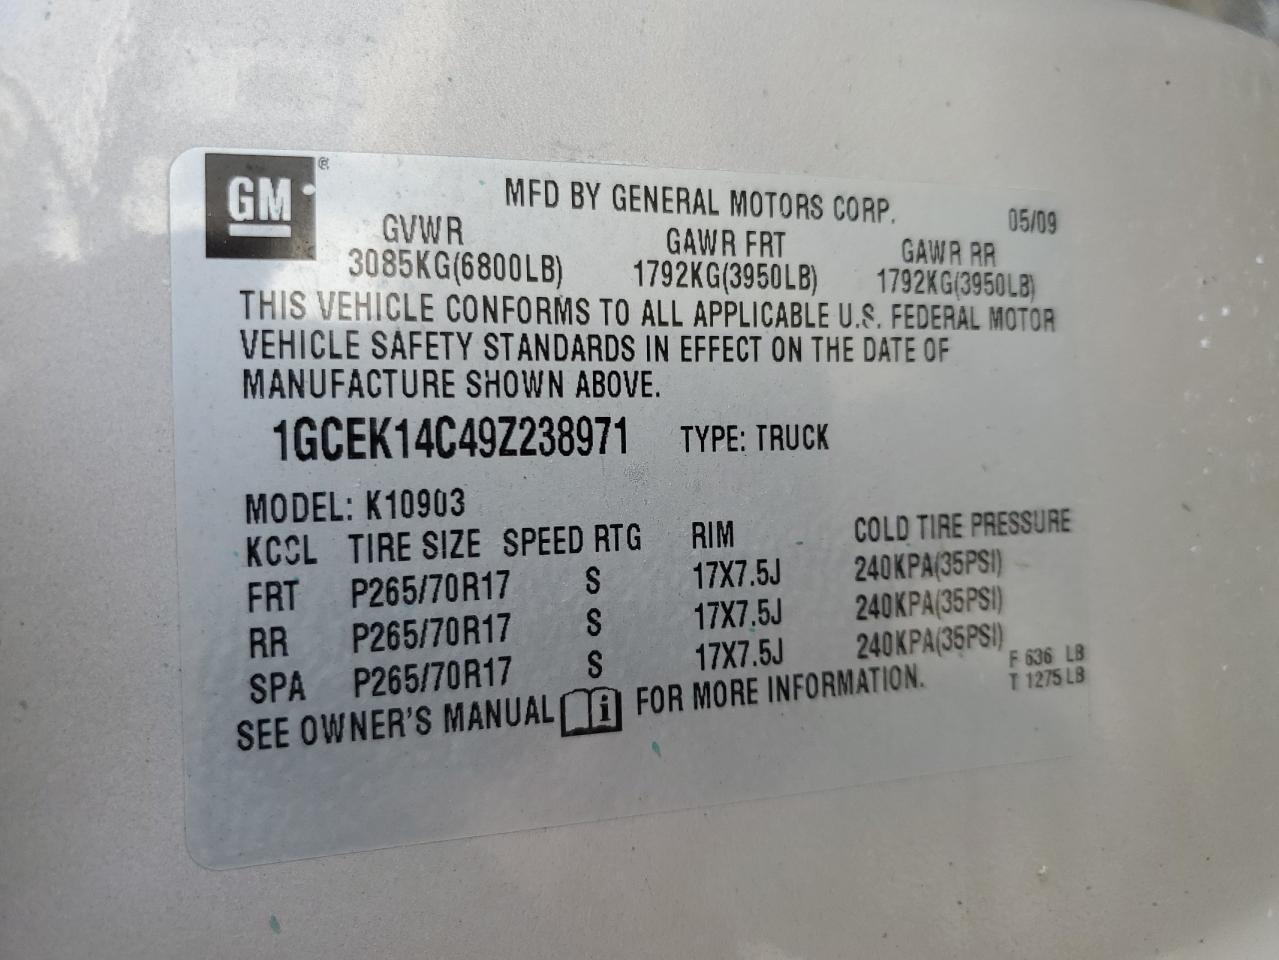 GM ®
MFD BY GENERAL MOTORS CORP. 05/09
GVWR GAWR FRT GAWR RR
3085KG(6800LB) 1792KG(3950LB) 1792KG(3950LB)
THIS VEHICLE CONFORMS TO ALL APPLICABLE U.S. FEDERAL MOTOR
VEHICLE SAFETY STANDARDS IN EFFECT ON THE DATE OF
MANUFACTURE SHOWN ABOVE.
1GCEK14C49Z238971 TYPE: TRUCK
MODEL: K10903
KCCL TIRE SIZE SPEED RTG RIM COLD TIRE PRESSURE
FRT P265/70R17 S 17X7.5J 240KPA(35PSI)
RR P265/70R17 S 17X7.5J 240KPA(35PSI)
SPA P265/70R17 S 17X7.5J 240KPA(35PSI)
F 636 LB
T 1275 LB
SEE OWNER'S MANUAL i FOR MORE INFORMATION.